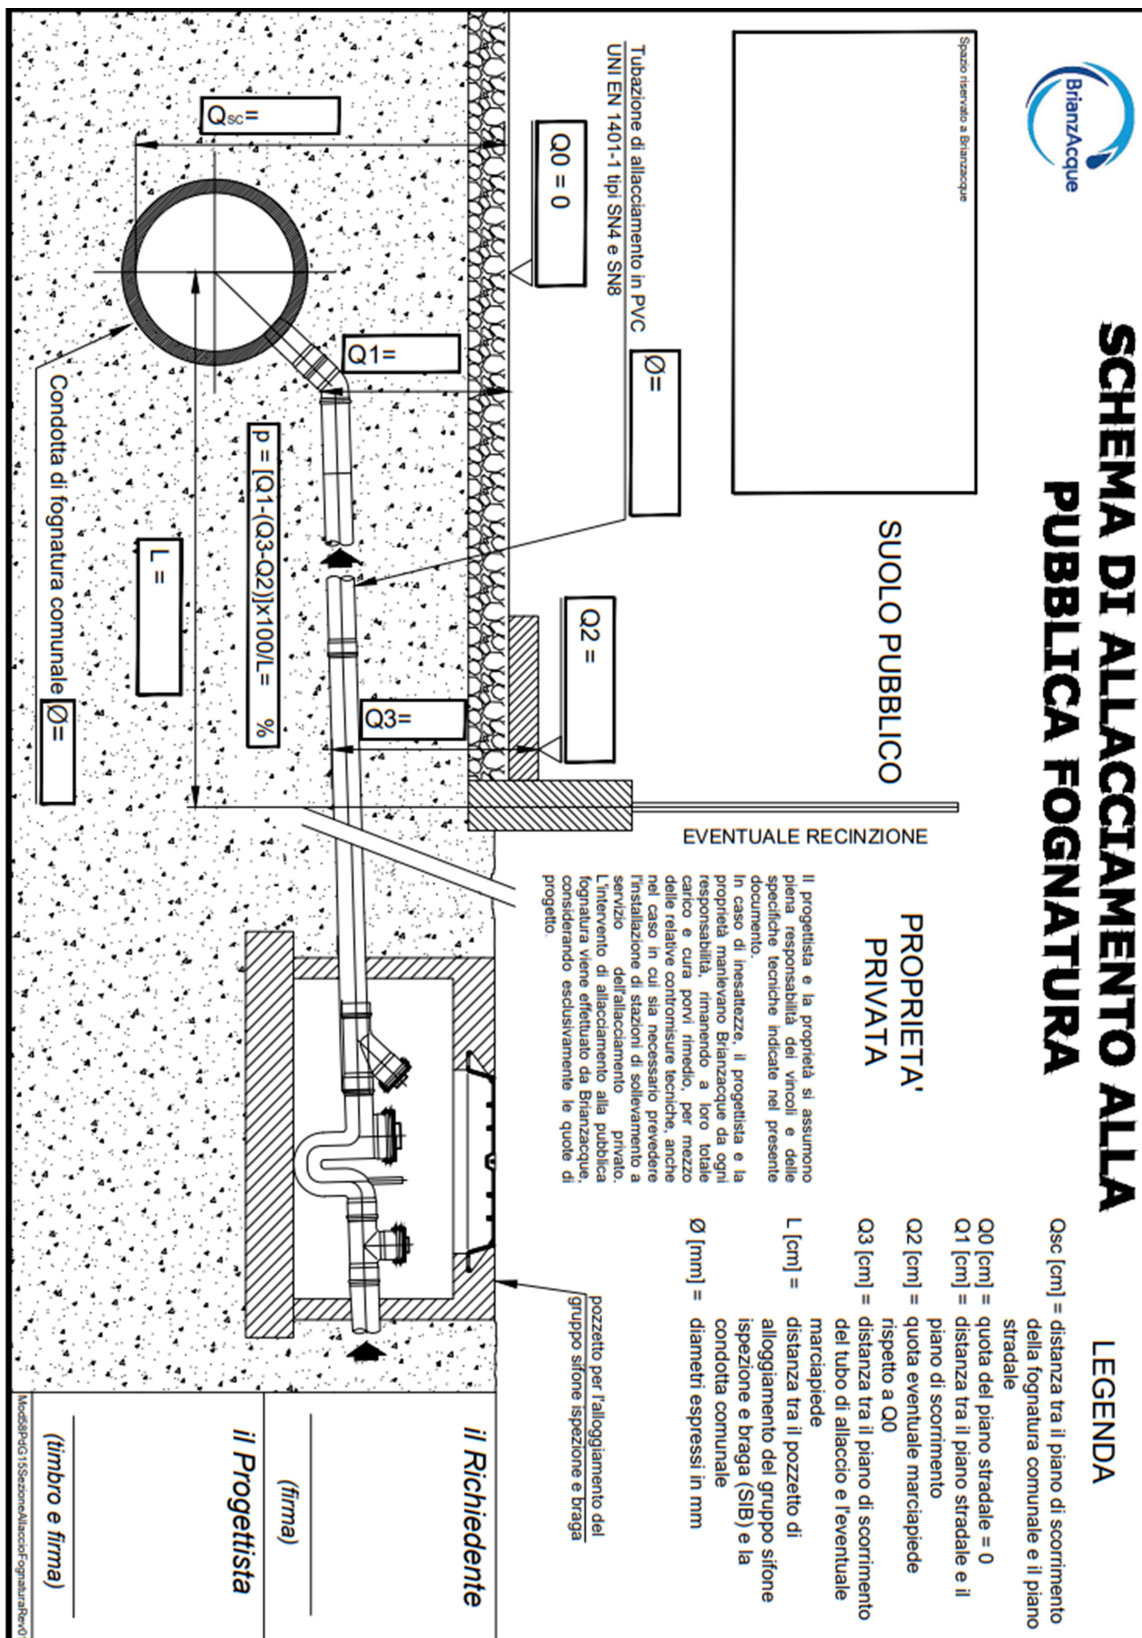 BrianzAcque
SCHEMA DI ALLACCIAMENTO ALLA
PUBBLICA FOGNATURA
Spazio riservato a Brianzacque
SUOLO PUBBLICO
PROPRIETA'
PRIVATA
LEGENDA
Qsc [cm] = distanza tra il piano di scorrimento
della fognatura comunale e il piano
stradale
Q0 [cm] = quota del piano stradale = 0
Q1 [cm] = distanza tra il piano stradale e il
piano di scorrimento
Q2 [cm] = quota eventuale marciapiede
rispetto a Q0
Q3 [cm] = distanza tra il piano di scorrimento
del tubo di allaccio e l'eventuale
marciapiede
L [cm] = distanza tra il pozzetto di
alloggiamento del gruppo sifone
ispezione e braga (SIB) e la
condotta comunale
Ø [mm] = diametri espressi in mm
Il progettista e la proprietà si assumono
piena responsabilità dei vincoli e delle
specifiche tecniche indicate nel presente
documento.
In caso di inesattezze, il progettista e la
proprietà manlevano Brianzacque da ogni
responsabilità, rimanendo a loro totale
carico e cura porvi rimedio, per mezzo
delle relative contromisure tecniche, anche
nel caso in cui sia necessario prevedere
l'installazione di stazioni di sollevamento a
servizio dell'allacciamento privato.
L'intervento di allacciamento alla pubblica
fognatura viene effettuato da Brianzacque,
considerando esclusivamente le quote di
progetto.
EVENTUALE RECINZIONE
Tubazione di allacciamento in PVC
UNI EN 1401-1 tipi SN4 e SN8
Ø=
Q0 = 0
Q2 =
pozzetto per l'alloggiamento del
gruppo sifone ispezione e braga
Qsc=
Q1=
Q3=
p = [Q1-(Q3-Q2)]x100/L= %
L =
Condotta di fognatura comunale
Ø=
il Richiedente
(firma)
il Progettista
(timbro e firma)
Mod58PdG15SezioneAllaccioFognaturaRev01